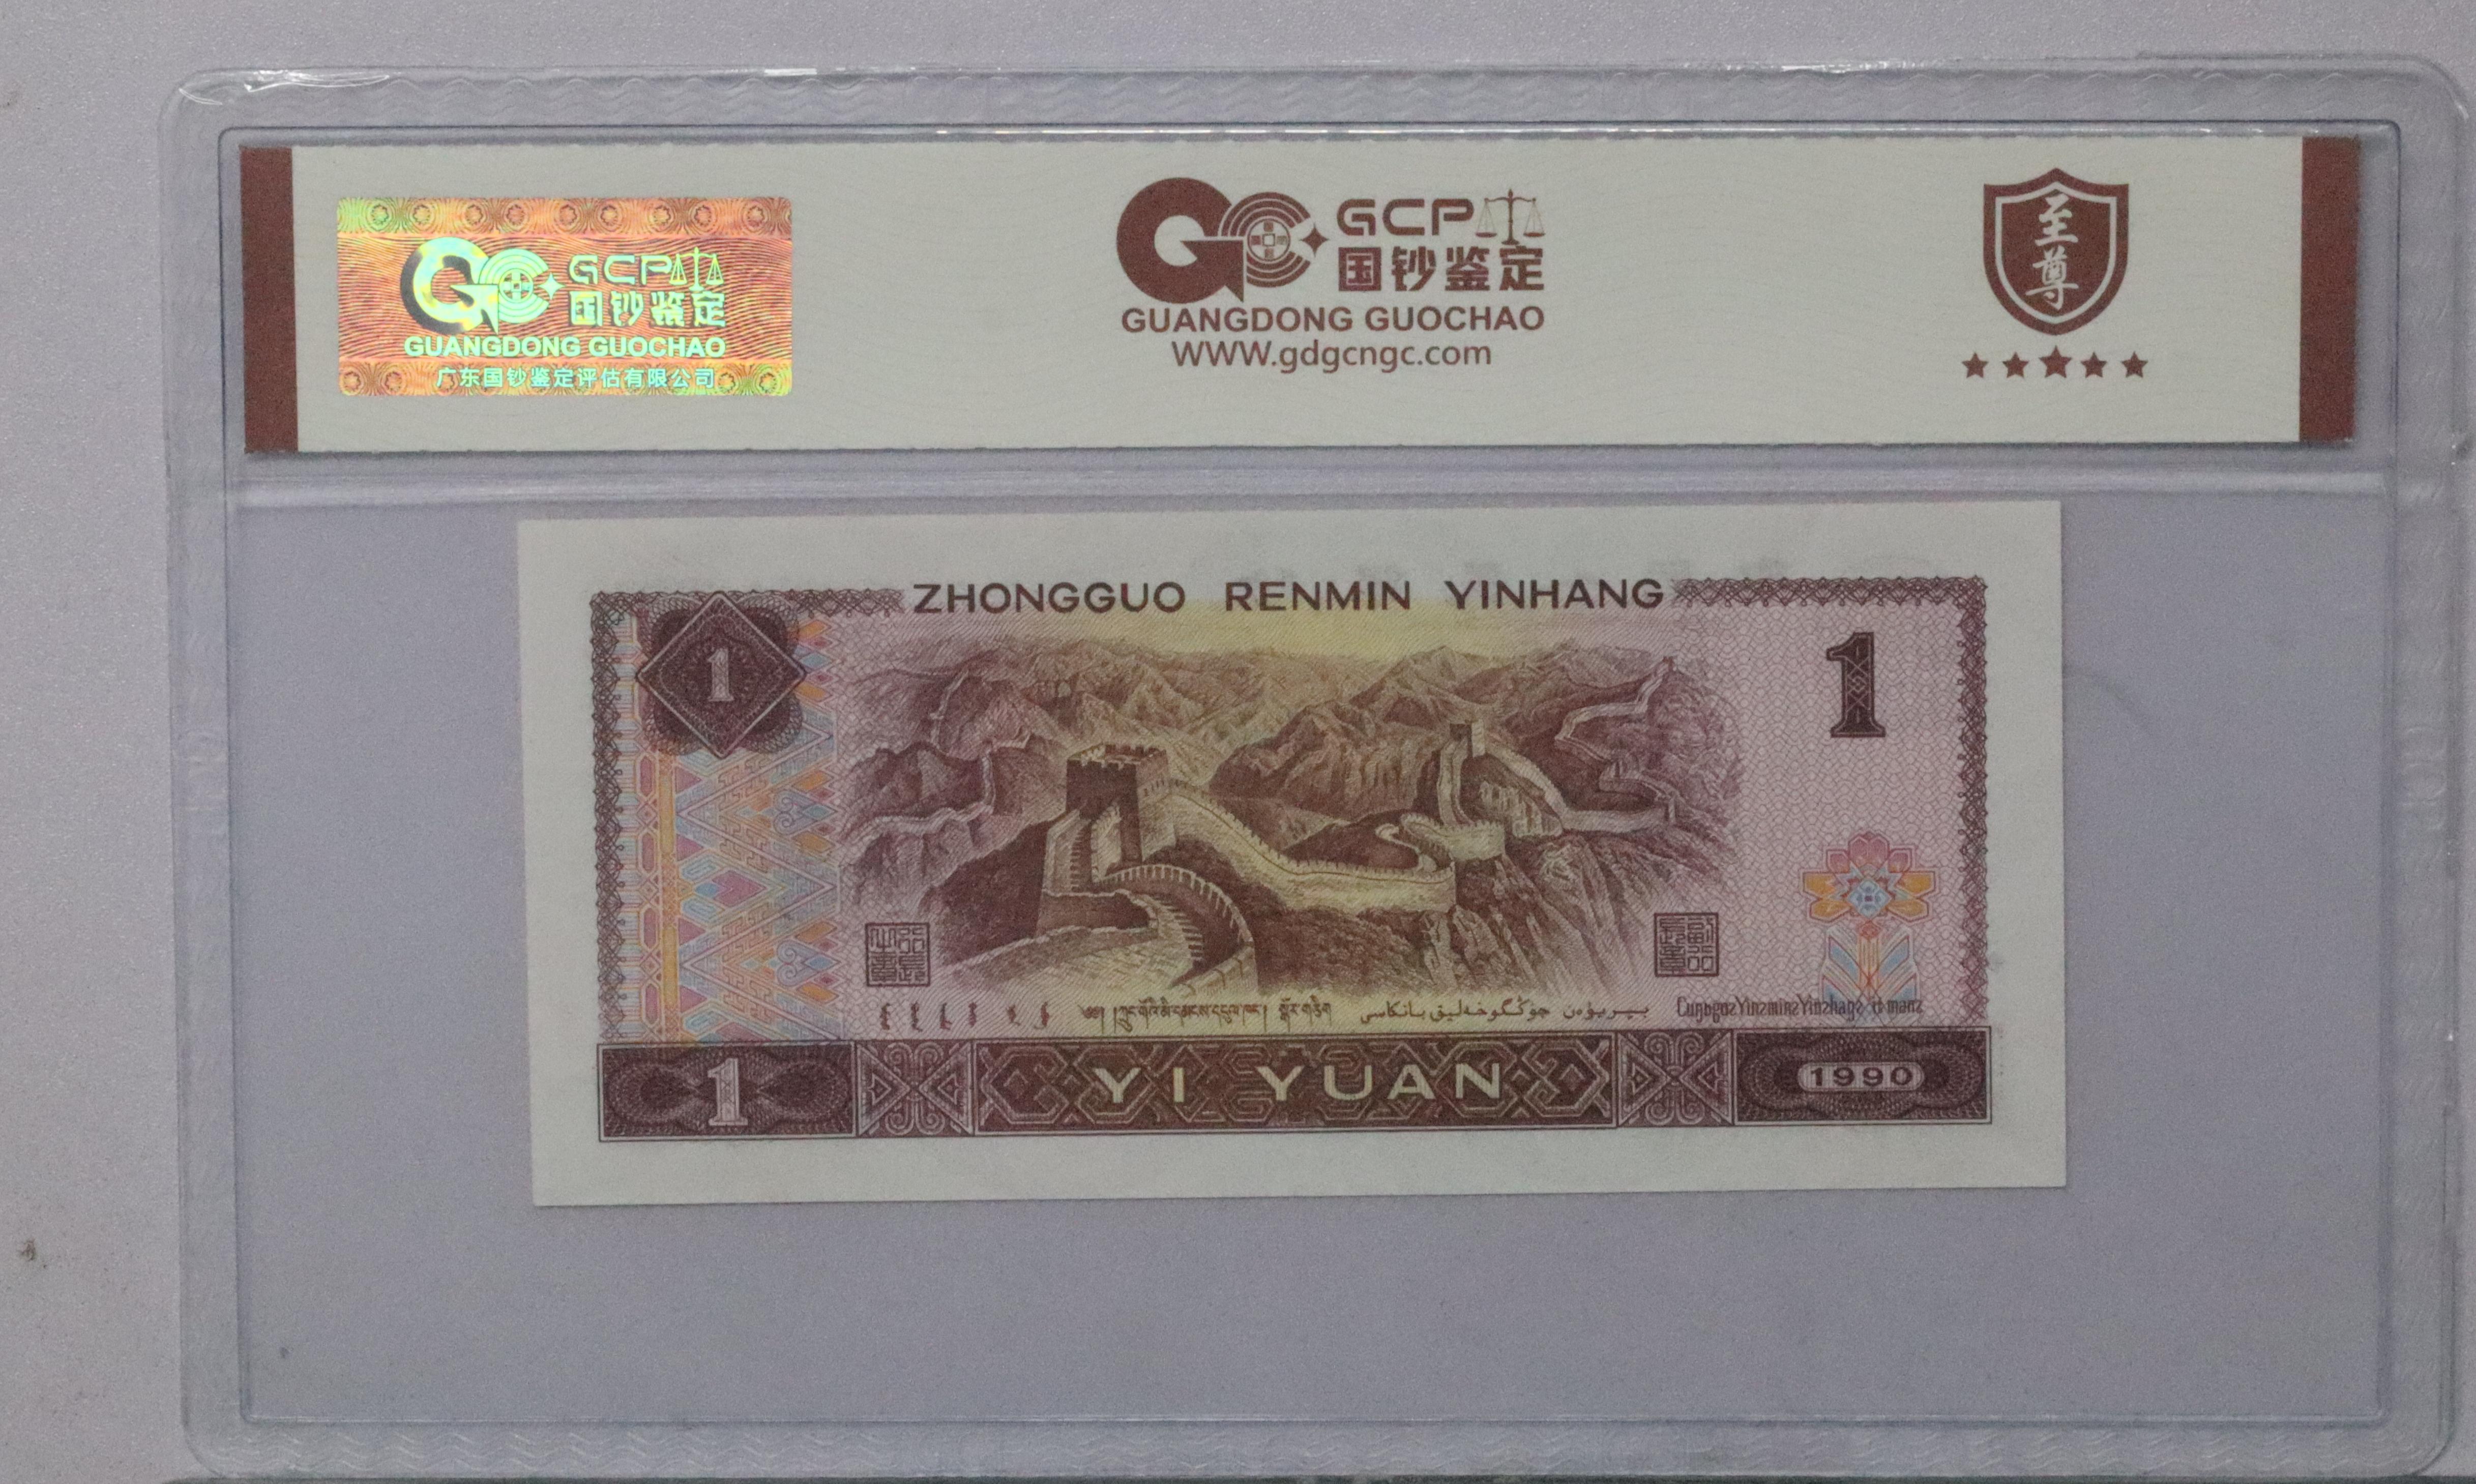 GCP
国钞鉴定
GUANGDONG GUOCHAO
广东国钞鉴定评估有限公司
GCP
国钞鉴定
GUANGDONG GUOCHAO
WWW.gdgcngc.com
至尊
ZHONGGUO RENMIN YINHANG
1
1
1
YI YUAN
1990